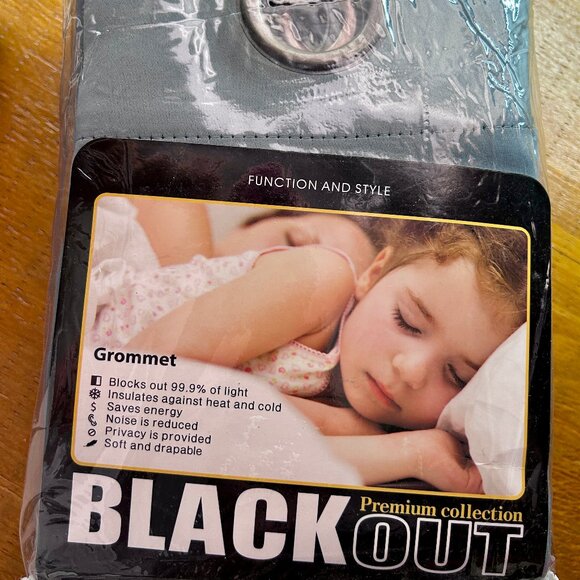 FUNCTION AND STYLE
Grommet
Blocks out 99.9% of light
Insulates against heat and cold
$ Saves energy
Noise is reduced
Privacy is provided
Soft and drapable
Premium collection
BLACKOUT